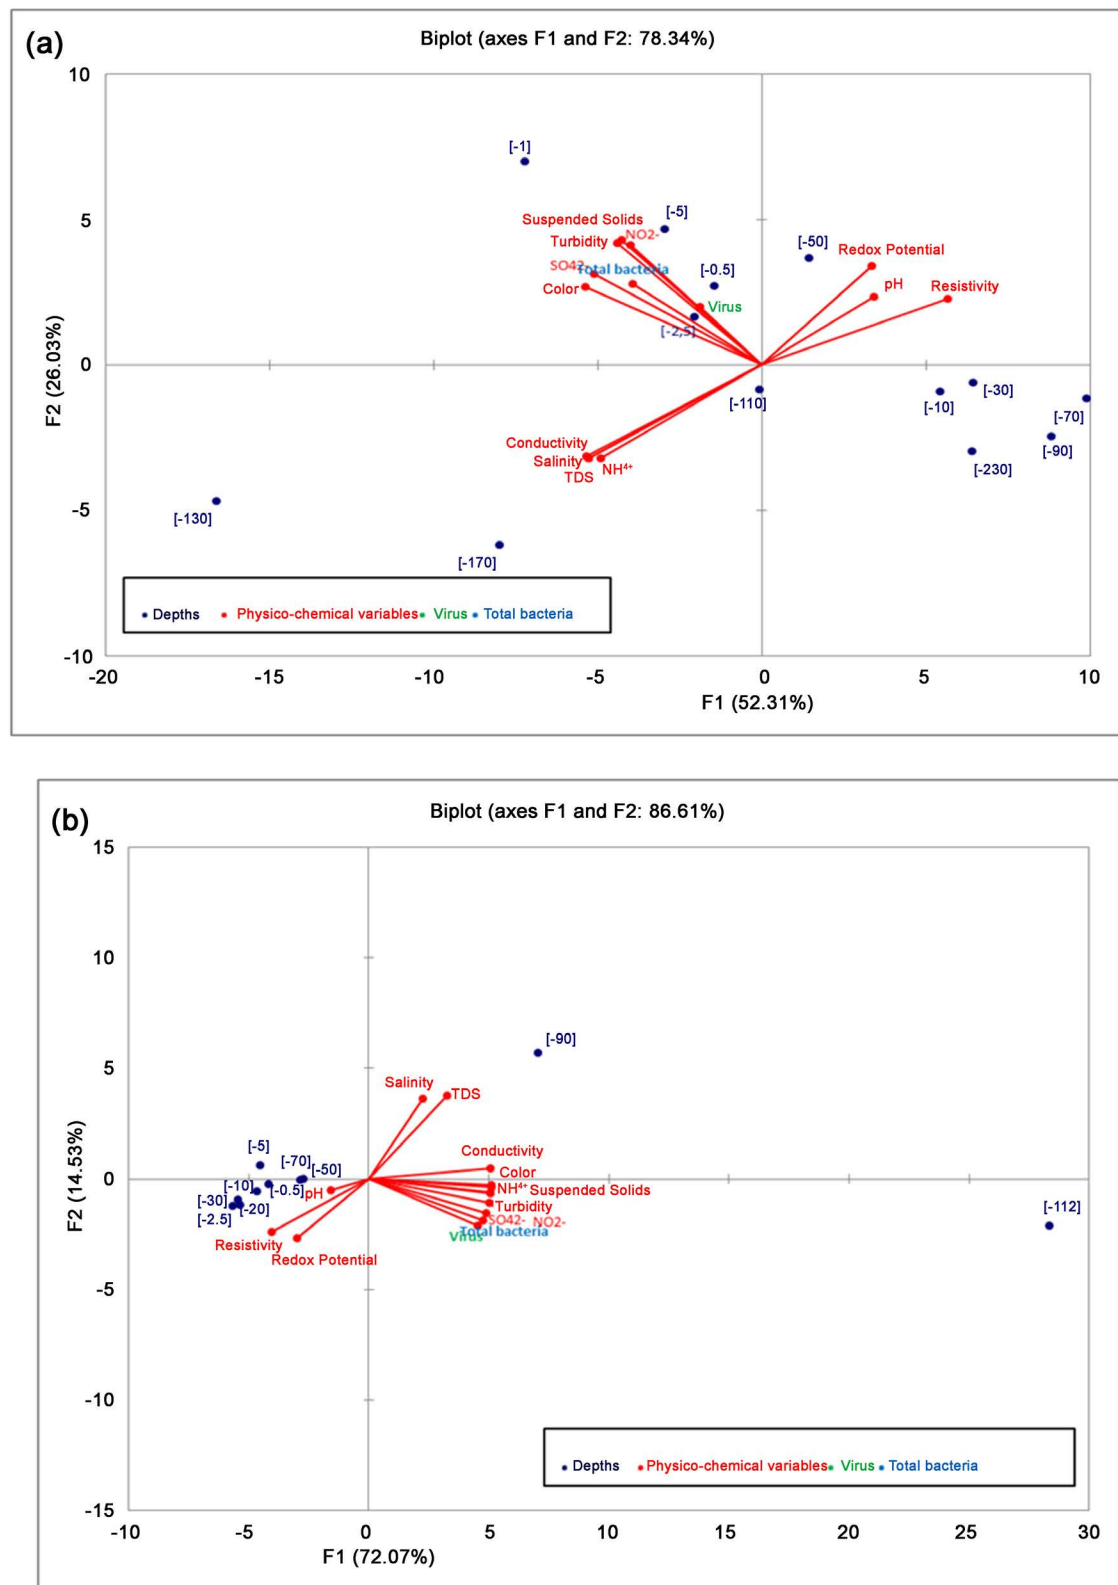 (a)
Biplot (axes F1 and F2: 78.34%)
10
[-1]
[-5]
Suspended Solids
NO2-
5
Turbidity
[-50]
Redox Potential
SO42-
Total bacteria
[-0.5]
Color
pH
Resistivity
Virus
[-2,5]
0
F2 (26.03%)
[-110]
[-10]
[-30]
[-70]
Conductivity
[-90]
Salinity
NH4+
[-230]
TDS
-5
[-130]
[-170]
Depths Physico-chemical variables Virus Total bacteria
-10
-20 -15 -10 -5 0 5 10
F1 (52.31%)
(b)
Biplot (axes F1 and F2: 86.61%)
15
10
[-90]
5
Salinity
TDS
[-5]
Conductivity
[-70]
[-50]
Color
0
[-10]
[-0.5]
pH
NH4+ Suspended Solids
[-30]
[-20]
Turbidity
[-112]
[-2.5]
SO42- NO2-
Total bacteria
Virus
Resistivity
Redox Potential
F2 (14.53%)
-5
-10
Depths Physico-chemical variables Virus Total bacteria
-15
-10 -5 0 5 10 15 20 25 30
F1 (72.07%)